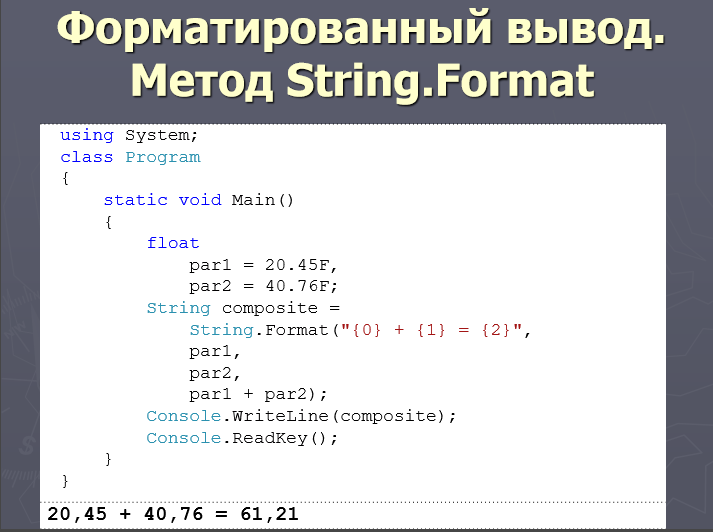 Форматированный вывод.
Метод String.Format
using System;
class Program
{
    static void Main()
    {
        float
            par1 = 20.45F,
            par2 = 40.76F;
        String composite =
            String.Format("{0} + {1} = {2}",
            par1,
            par2,
            par1 + par2);
        Console.WriteLine(composite);
        Console.ReadKey();
    }
}
20,45 + 40,76 = 61,21